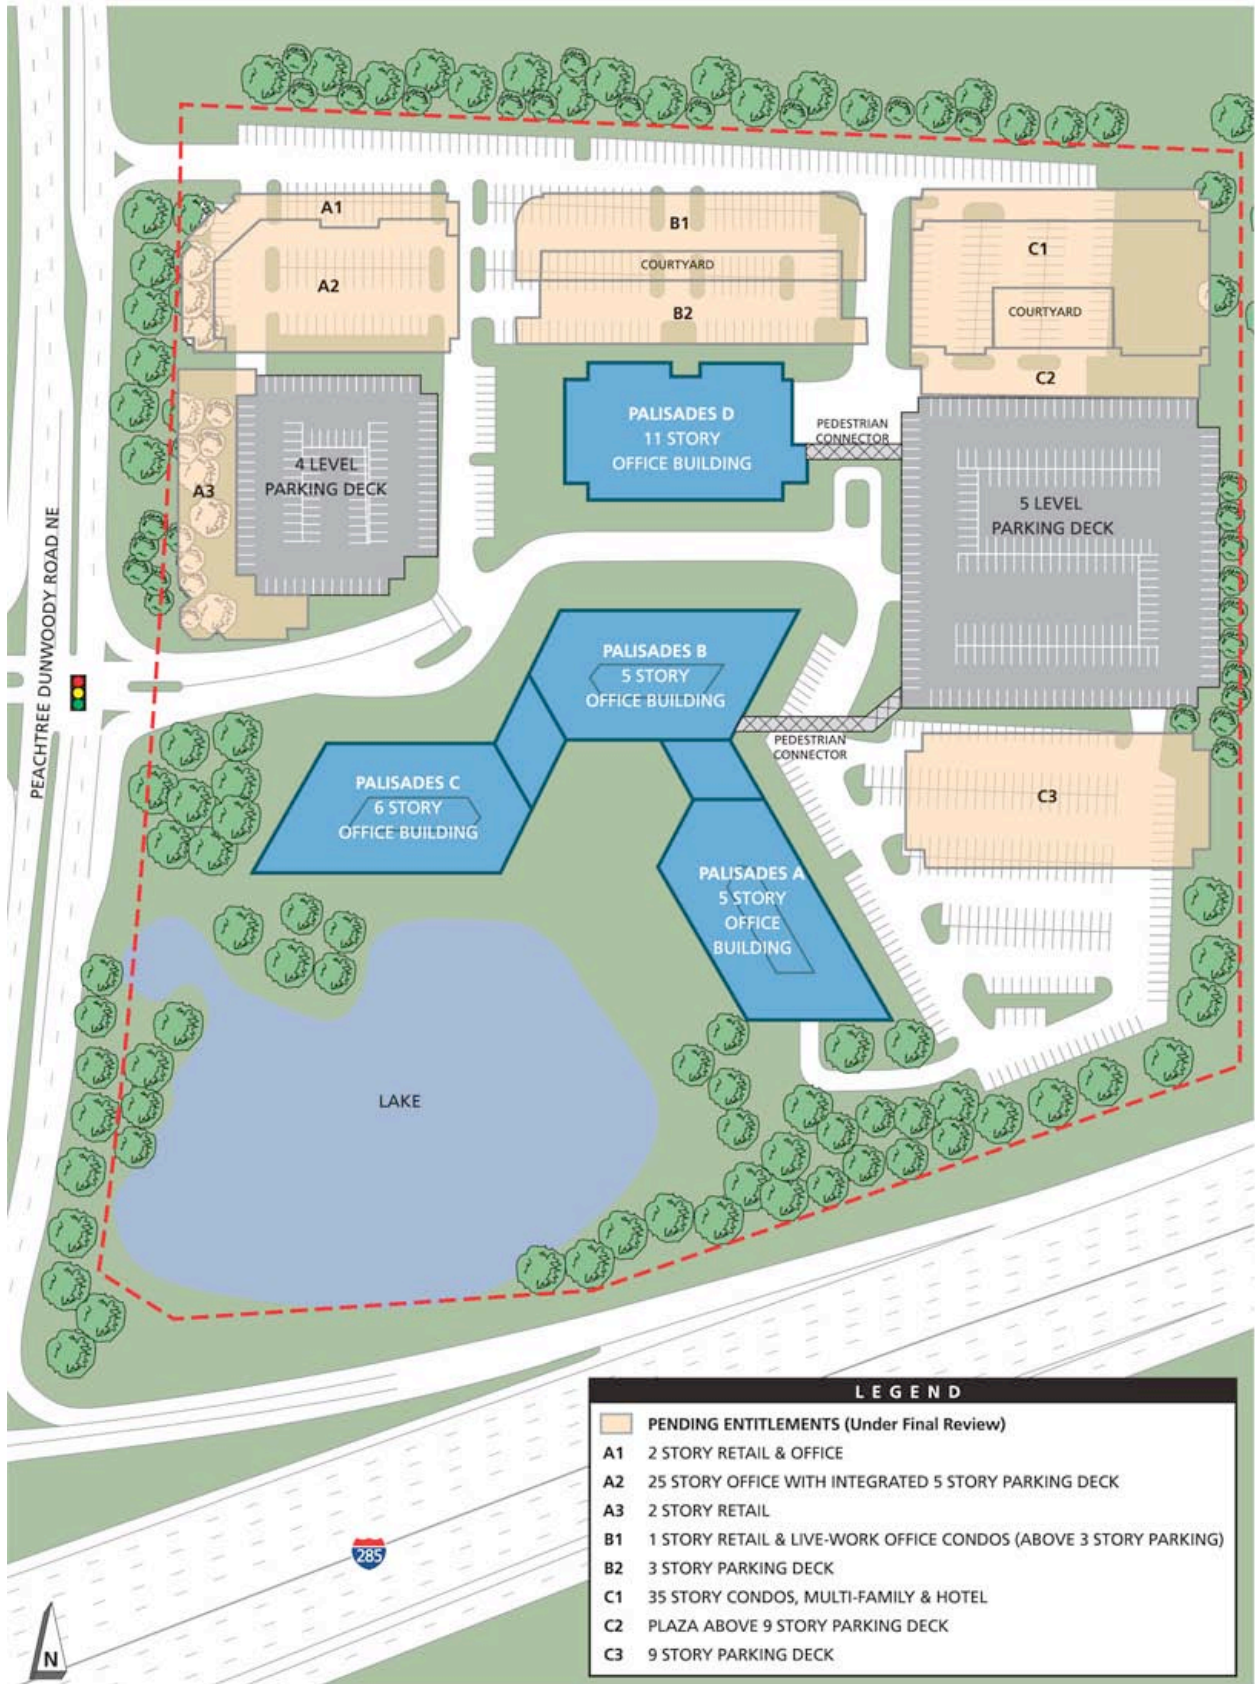 A1
B1
COURTYARD
A2
B2
C1
COURTYARD
C2
PALISADES D
11 STORY
OFFICE BUILDING
PEDESTRIAN
CONNECTOR
4 LEVEL
PARKING DECK
A3
5 LEVEL
PARKING DECK
PEACHTREE DUNWOODY ROAD NE
PALISADES B
5 STORY
OFFICE BUILDING
PEDESTRIAN
CONNECTOR
PALISADES C
6 STORY
OFFICE BUILDING
C3
PALISADES A
5 STORY
OFFICE
BUILDING
LAKE
285
N
LEGEND
PENDING ENTITLEMENTS (Under Final Review)
A1 2 STORY RETAIL & OFFICE
A2 25 STORY OFFICE WITH INTEGRATED 5 STORY PARKING DECK
A3 2 STORY RETAIL
B1 1 STORY RETAIL & LIVE-WORK OFFICE CONDOS (ABOVE 3 STORY PARKING)
B2 3 STORY PARKING DECK
C1 35 STORY CONDOS, MULTI-FAMILY & HOTEL
C2 PLAZA ABOVE 9 STORY PARKING DECK
C3 9 STORY PARKING DECK